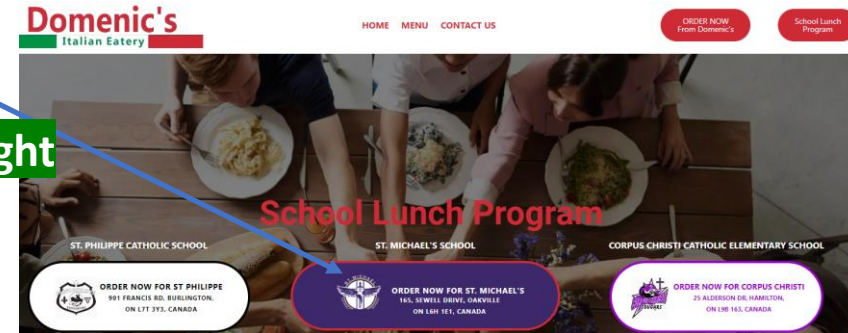 Domenic's
Italian Eatery
HOME MENU CONTACT US
ORDER NOW
From Domenic's
School Lunch
Program
ght
School Lunch Program
ST. PHILIPPE CATHOLIC SCHOOL
ST. MICHAEL'S SCHOOL
CORPUS CHRISTI CATHOLIC ELEMENTARY SCHOOL
ORDER NOW FOR ST PHILIPPE
901 FRANCIS RD, BURLINGTON,
ON L7T 3Y3, CANADA
ORDER NOW FOR ST. MICHAEL'S
165, SEWELL DRIVE, OAKVILLE
ON L6H 1E1, CANADA
ORDER NOW FOR CORPUS CHRISTI
25 ALDERSON DR, HAMILTON,
ON L9B 1G3, CANADA